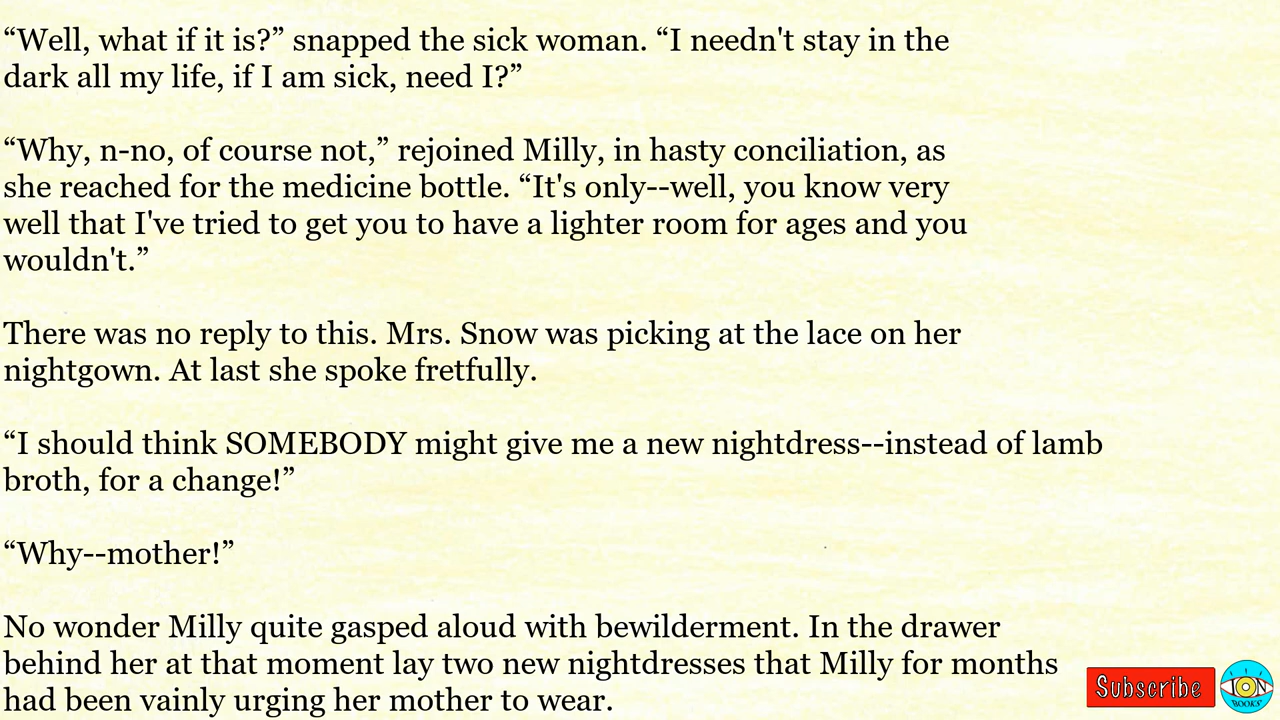 “Well, what if it is?” snapped the sick woman. “I needn't stay in the
dark all my life, if I am sick, need I?”
“Why, n-no, of course not,” rejoined Milly, in hasty conciliation, as
she reached for the medicine bottle. “It's only--well, you know very
well that I've tried to get you to have a lighter room for ages and you
wouldn't.”
There was no reply to this. Mrs. Snow was picking at the lace on her
nightgown. At last she spoke fretfully.
“I should think SOMEBODY might give me a new nightdress--instead of lamb
broth, for a change!”
“Why--mother!”
No wonder Milly quite gasped aloud with bewilderment. In the drawer
behind her at that moment lay two new nightdresses that Milly for months
had been vainly urging her mother to wear.
Subscribe
ION
BOOKS